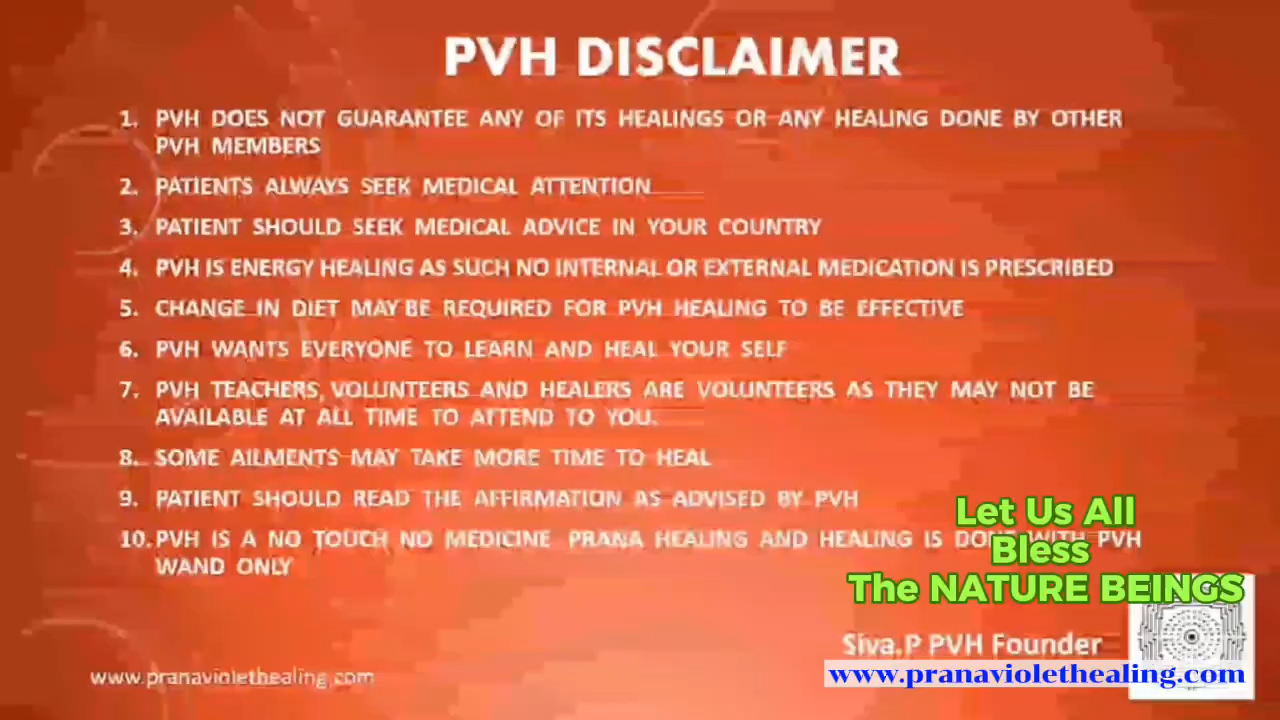 PVH DISCLAIMER
1. PVH DOES NOT GUARANTEE ANY OF ITS HEALINGS OR ANY HEALING DONE BY OTHER
PVH MEMBERS
2. PATIENTS ALWAYS SEEK MEDICAL ATTENTION
3. PATIENT SHOULD SEEK MEDICAL ADVICE IN YOUR COUNTRY
4. PVH IS ENERGY HEALING AS SUCH NO INTERNAL OR EXTERNAL MEDICATION IS PRESCRIBED
5. CHANGE IN DIET MAY BE REQUIRED FOR PVH HEALING TO BE EFFECTIVE
6. PVH WANTS EVERYONE TO LEARN AND HEAL YOUR SELF
7. PVH TEACHERS, VOLUNTEERS AND HEALERS ARE VOLUNTEERS AS THEY MAY NOT BE
AVAILABLE AT ALL TIME TO ATTEND TO YOU.
8. SOME AILMENTS MAY TAKE MORE TIME TO HEAL
9. PATIENT SHOULD READ THE AFFIRMATION AS ADVISED BY PVH
10. PVH IS A NO TOUCH NO MEDICINE PRANA HEALING AND HEALING IS DONE WITH PVH
WAND ONLY
Let Us All
Bless
The NATURE BEINGS
Siva.P PVH Founder
www.pranaviolethealing.com
www.pranaviolethealing.com